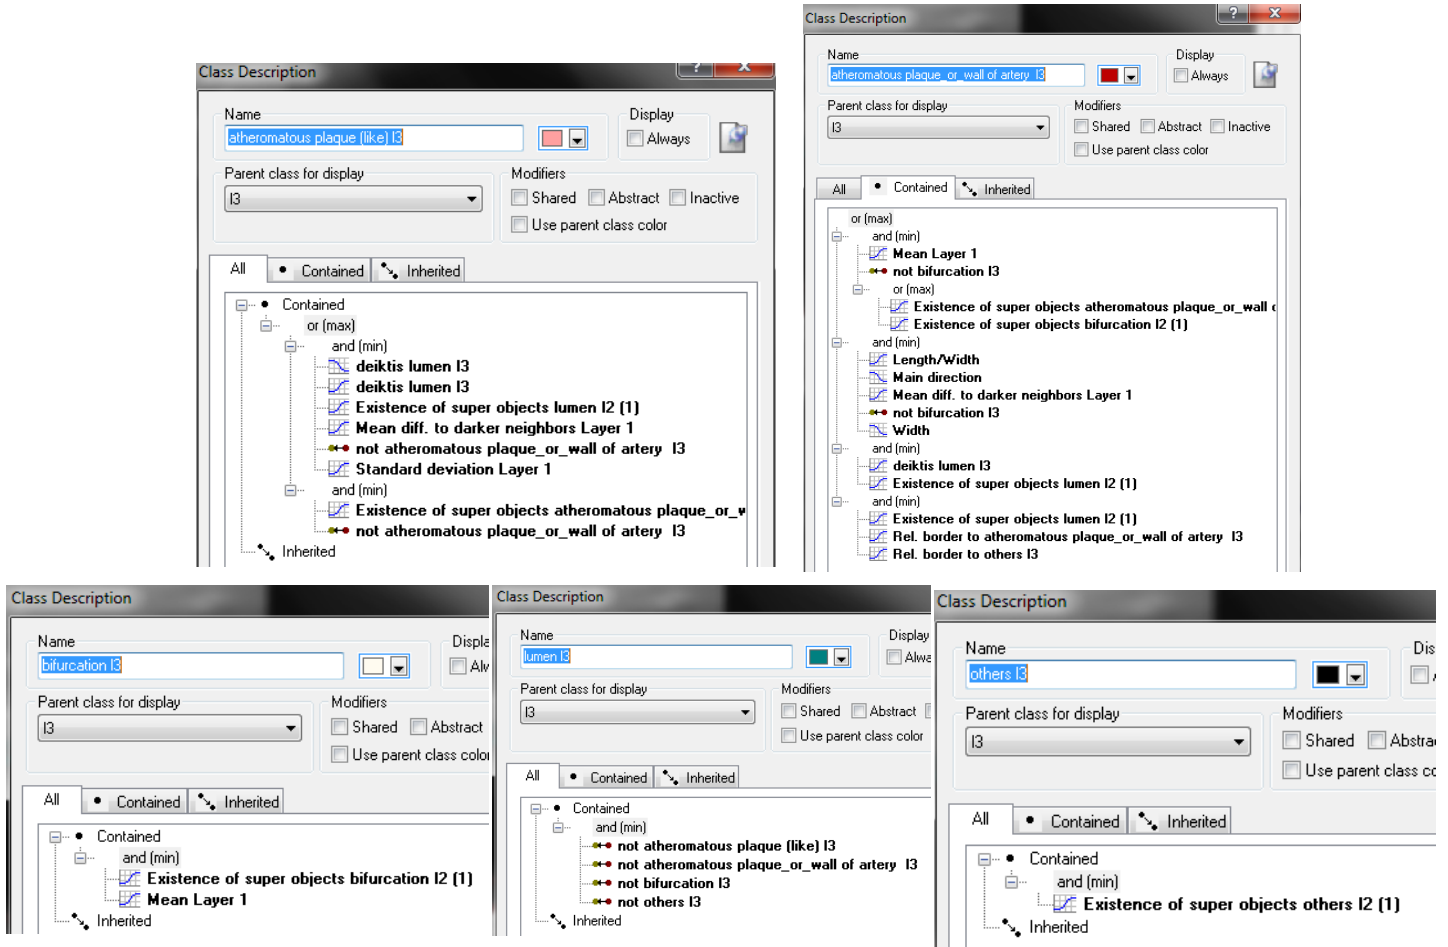 Class Description
Name
atheromatous plaque (like) l3
Display
Always
Parent class for display
l3
Modifiers
Shared Abstract Inactive
Use parent class color
All Contained Inherited
Contained
or (max)
and (min)
deiktis lumen l3
deiktis lumen l3
Existence of super objects lumen l2 (1)
Mean diff. to darker neighbors Layer 1
not atheromatous plaque_or_wall of artery l3
Standard deviation Layer 1
and (min)
Existence of super objects atheromatous plaque_or_w
not atheromatous plaque_or_wall of artery l3
Inherited
Class Description
? X
Name
atheromatous plaque_or_wall of artery l3
Display
Always
Parent class for display
l3
Modifiers
Shared Abstract Inactive
Use parent class color
All Contained Inherited
or (max)
and (min)
Mean Layer 1
not bifurcation l3
or (max)
Existence of super objects atheromatous plaque_or_wall
Existence of super objects bifurcation l2 (1)
and (min)
Length/Width
Main direction
Mean diff. to darker neighbors Layer 1
not bifurcation l3
Width
and (min)
deiktis lumen l3
Existence of super objects lumen l2 (1)
and (min)
Existence of super objects lumen l2 (1)
Rel. border to atheromatous plaque_or_wall of artery l3
Rel. border to others l3
Class Description
Name
bifurcation l3
Displa
Alw
Parent class for display
l3
Modifiers
Shared Abstract
Use parent class color
All Contained Inherited
Contained
and (min)
Existence of super objects bifurcation l2 (1)
Mean Layer 1
Inherited
Class Description
Name
lumen l3
Display
Alwa
Parent class for display
l3
Modifiers
Shared Abstract
Use parent class color
All Contained Inherited
Contained
and (min)
not atheromatous plaque (like) l3
not atheromatous plaque_or_wall of artery l3
not bifurcation l3
not others l3
Inherited
Class Description
Name
others l3
Dis
Parent class for display
l3
Modifiers
Shared Abstra
Use parent class co
All Contained Inherited
Contained
and (min)
Existence of super objects others l2 (1)
Inherited